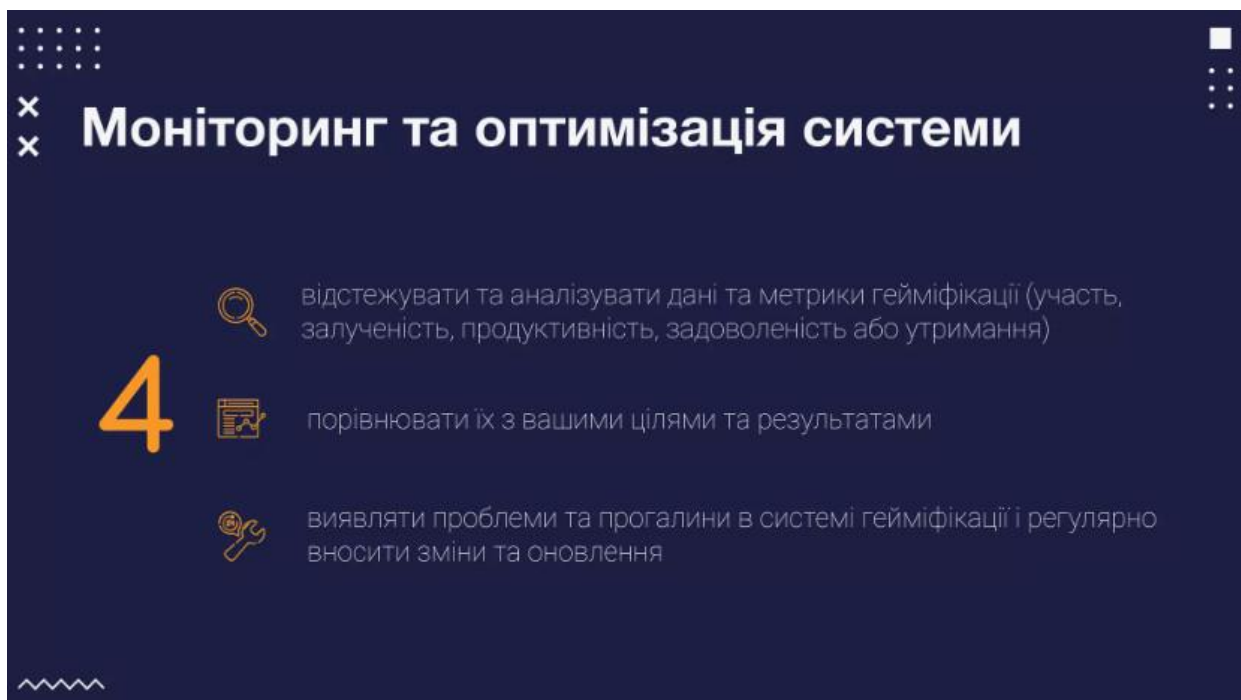 Моніторинг та оптимізація системи
відстежувати та аналізувати дані та метрики гейміфікації (участь,
залученість, продуктивність, задоволеність або утримання)
4
порівнювати їх з вашими цілями та результатами
виявляти проблеми та прогалини в системі гейміфікації і регулярно
вносити зміни та оновлення